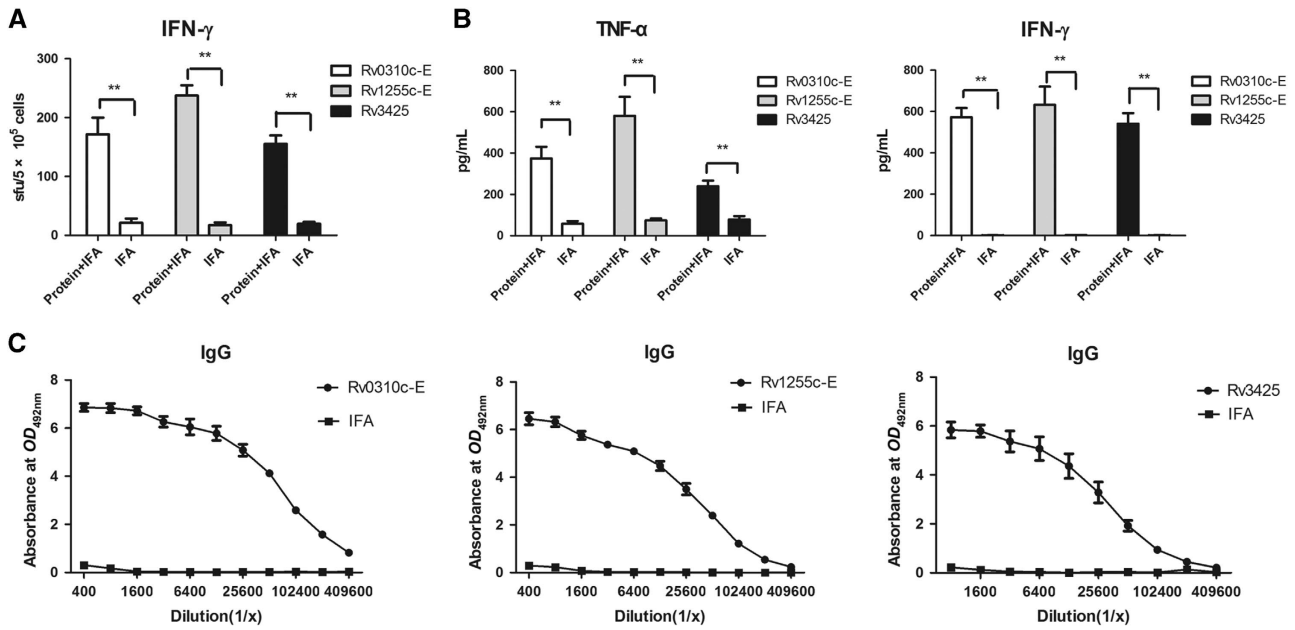 A
IFN-γ
sfu/5 × 10⁵ cells
300
200
100
0
**
**
**
Protein+IFA
IFA
Protein+IFA
IFA
Protein+IFA
IFA
Rv0310c-E
Rv1255c-E
Rv3425
B
TNF-α
pg/mL
800
600
400
200
0
**
**
**
Protein+IFA
IFA
Protein+IFA
IFA
Protein+IFA
IFA
Rv0310c-E
Rv1255c-E
Rv3425
IFN-γ
pg/mL
800
600
400
200
0
**
**
**
Protein+IFA
IFA
Protein+IFA
IFA
Protein+IFA
IFA
Rv0310c-E
Rv1255c-E
Rv3425
C
IgG
Absorbance at OD492nm
8
6
4
2
0
400 1600 6400 25600 102400 409600
Dilution(1/x)
Rv0310c-E
IFA
IgG
Absorbance at OD492nm
8
6
4
2
0
400 1600 6400 25600 102400 409600
Dilution(1/x)
Rv1255c-E
IFA
IgG
Absorbance at OD492nm
8
6
4
2
0
1600 6400 25600 102400 409600
Dilution(1/x)
Rv3425
IFA